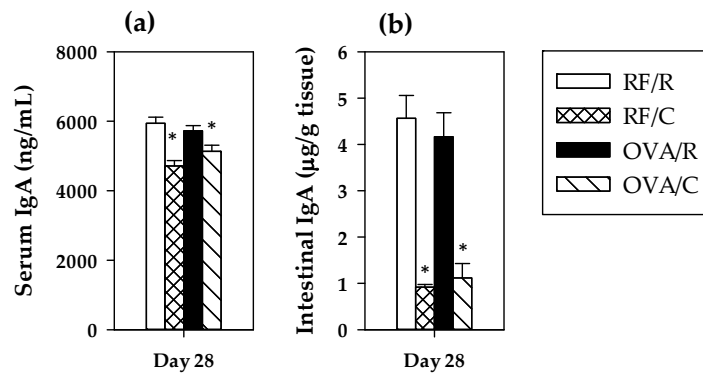 (a)
Serum IgA (ng/mL)
8000
6000
4000
2000
0
*
*
Day 28
(b)
Intestinal IgA (µg/g tissue)
6
5
4
3
2
1
0
*
*
Day 28
RF/R
RF/C
OVA/R
OVA/C